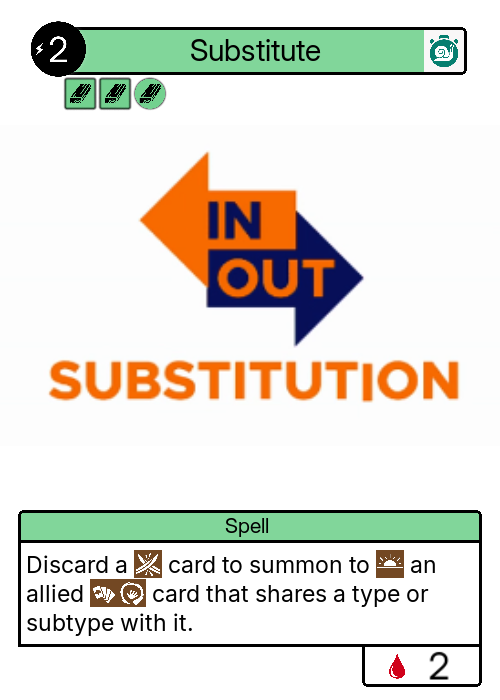 2 Substitute
IN
OUT
SUBSTITUTION
Spell
Discard a card to summon to an
allied card that shares a type or
subtype with it.
2